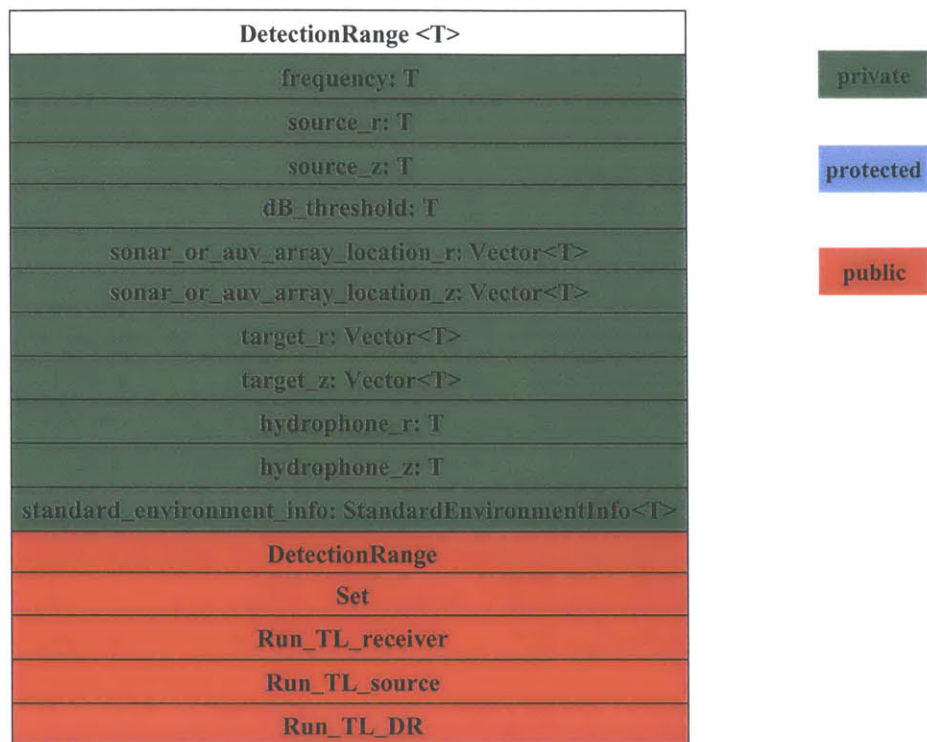 DetectionRange <T>
frequency: T
source_r: T
source_z: T
dB_threshold: T
sonar_or_auv_array_location_r: Vector<T>
sonar_or_auv_array_location_z: Vector<T>
target_r: Vector<T>
target_z: Vector<T>
hydrophone_r: T
hydrophone_z: T
standard_environment_info: StandardEnvironmentInfo<T>
DetectionRange
Set
Run_TL_receiver
Run_TL_source
Run_TL_DR
private
protected
public